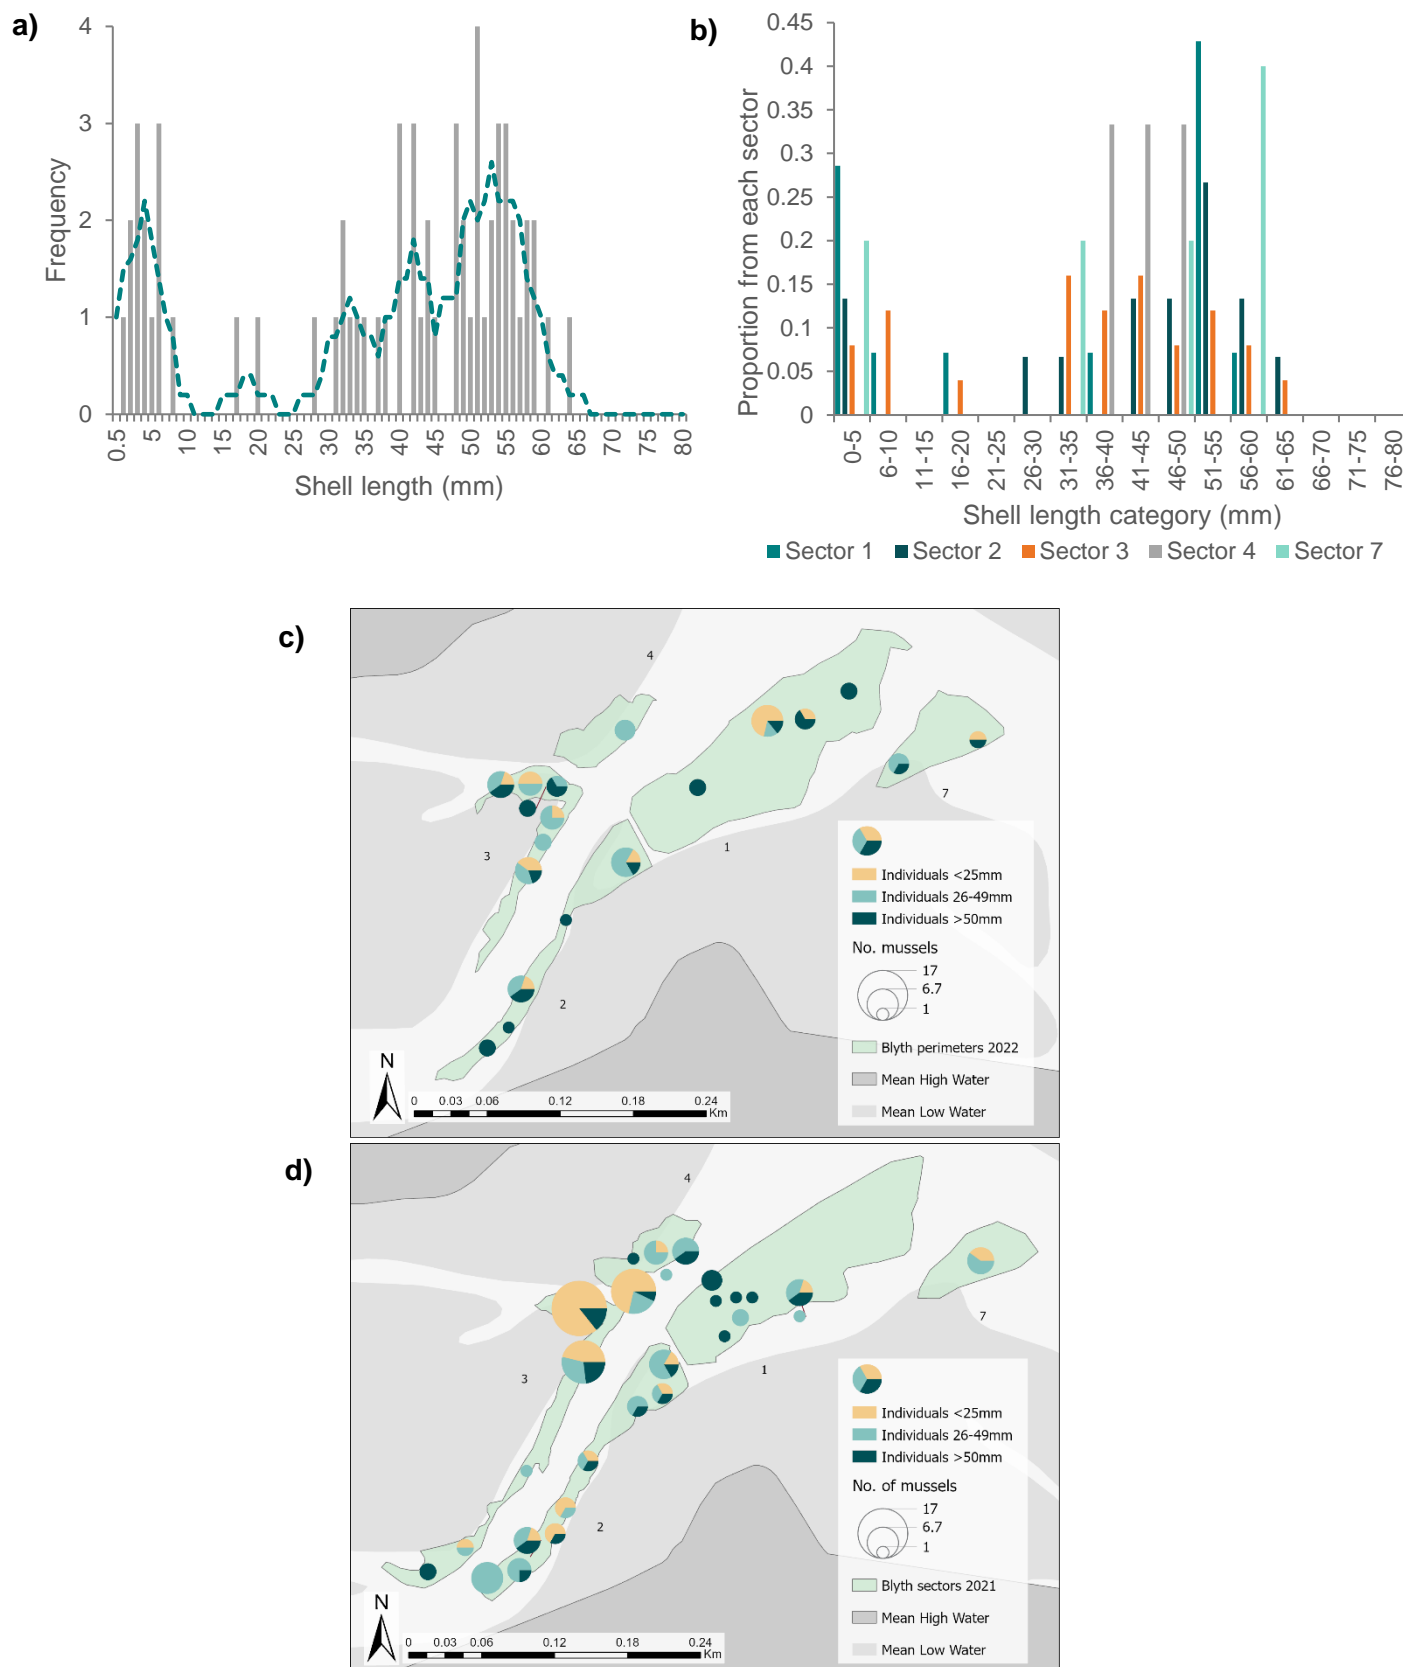 a)
4
3
2
1
0
Frequency
0.5
5
10
15
20
25
30
35
40
45
50
55
60
65
70
75
80
Shell length (mm)
b)
0.45
0.4
0.35
0.3
0.25
0.2
0.15
0.1
0.05
0
Proportion from each sector
0-5
6-10
11-15
16-20
21-25
26-30
31-35
36-40
41-45
46-50
51-55
56-60
61-65
66-70
71-75
76-80
Shell length category (mm)
Sector 1 Sector 2 Sector 3 Sector 4 Sector 7
c)
4
7
3
1
2
Individuals <25mm
Individuals 26-49mm
Individuals >50mm
No. mussels
17
6.7
1
Blyth perimeters 2022
Mean High Water
Mean Low Water
N
0 0.03 0.06 0.12 0.18 0.24
Km
d)
4
7
1
3
2
Individuals <25mm
Individuals 26-49mm
Individuals >50mm
No. of mussels
17
6.7
1
Blyth sectors 2021
Mean High Water
Mean Low Water
N
0 0.03 0.06 0.12 0.18 0.24
Km